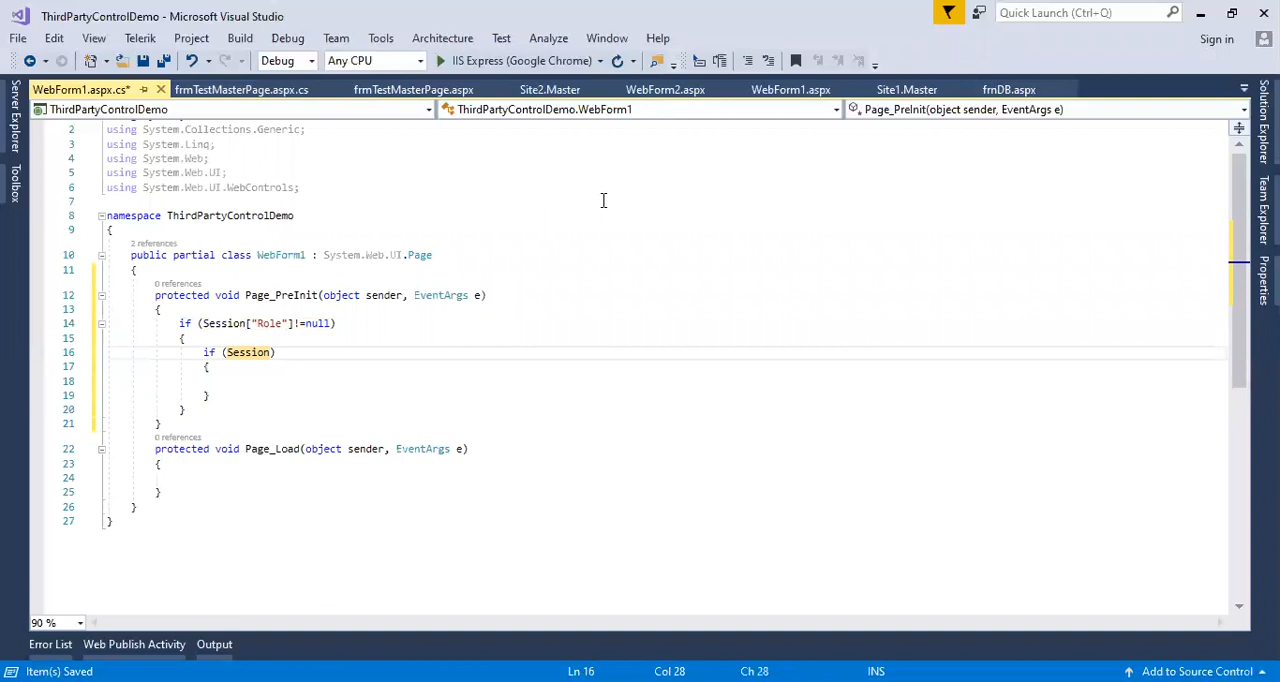 ThirdPartyControlDemo - Microsoft Visual Studio
Quick Launch (Ctrl+Q)
File Edit View Telerik Project Build Debug Team Tools Architecture Test Analyze Window Help
Sign in
Debug Any CPU IIS Express (Google Chrome)
WebForm1.aspx.cs* frmTestMasterPage.aspx.cs frmTestMasterPage.aspx Site2.Master WebForm2.aspx WebForm1.aspx Site1.Master frnDB.aspx
ThirdPartyControlDemo ThirdPartyControlDemo.WebForm1 Page_PreInit(object sender, EventArgs e)
Server Explorer
Toolbox
Solution Explorer
Team Explorer
Properties
2 using System.Collections.Generic;
3 using System.Linq;
4 using System.Web;
5 using System.Web.UI;
6 using System.Web.UI.WebControls;
7
8 namespace ThirdPartyControlDemo
9 {
2 references
10 public partial class WebForm1 : System.Web.UI.Page
11 {
0 references
12 protected void Page_PreInit(object sender, EventArgs e)
13 {
14 if (Session["Role"]!=null)
15 {
16 if (Session)
17 {
18
19 }
20 }
21 }
0 references
22 protected void Page_Load(object sender, EventArgs e)
23 {
24
25 }
26 }
27 }
90 %
Error List Web Publish Activity Output
Item(s) Saved Ln 16 Col 28 Ch 28 INS Add to Source Control